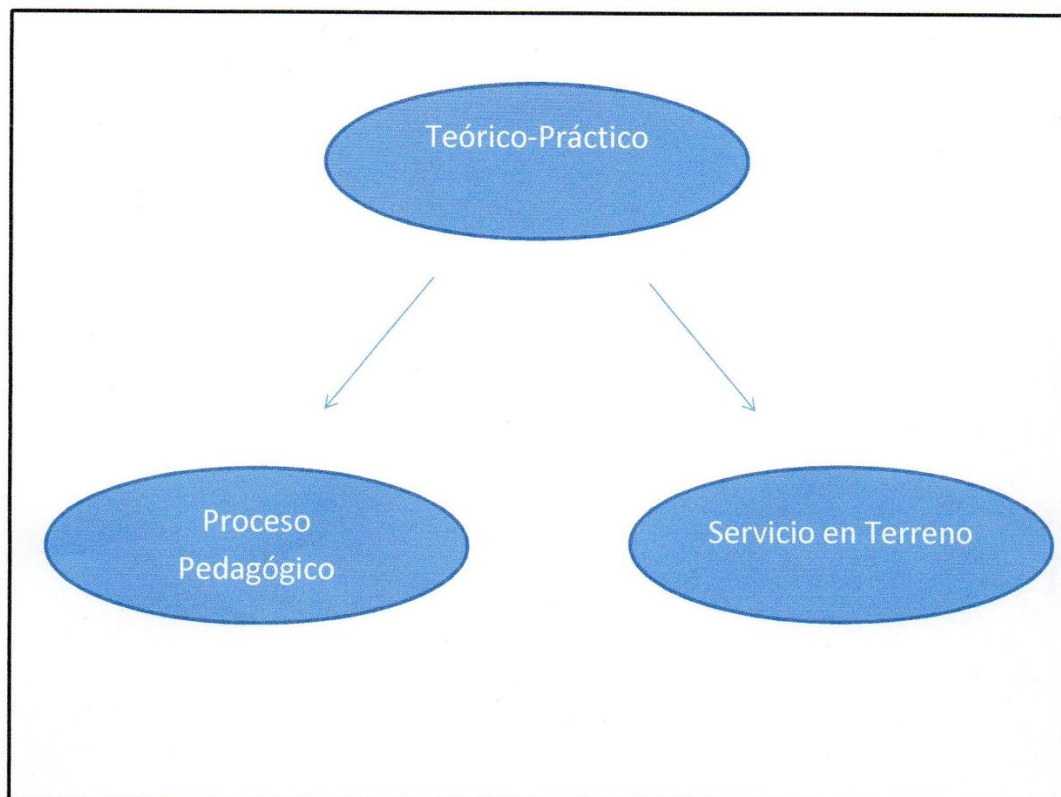 Teórico-Práctico
Proceso
Pedagógico
Servicio en Terreno